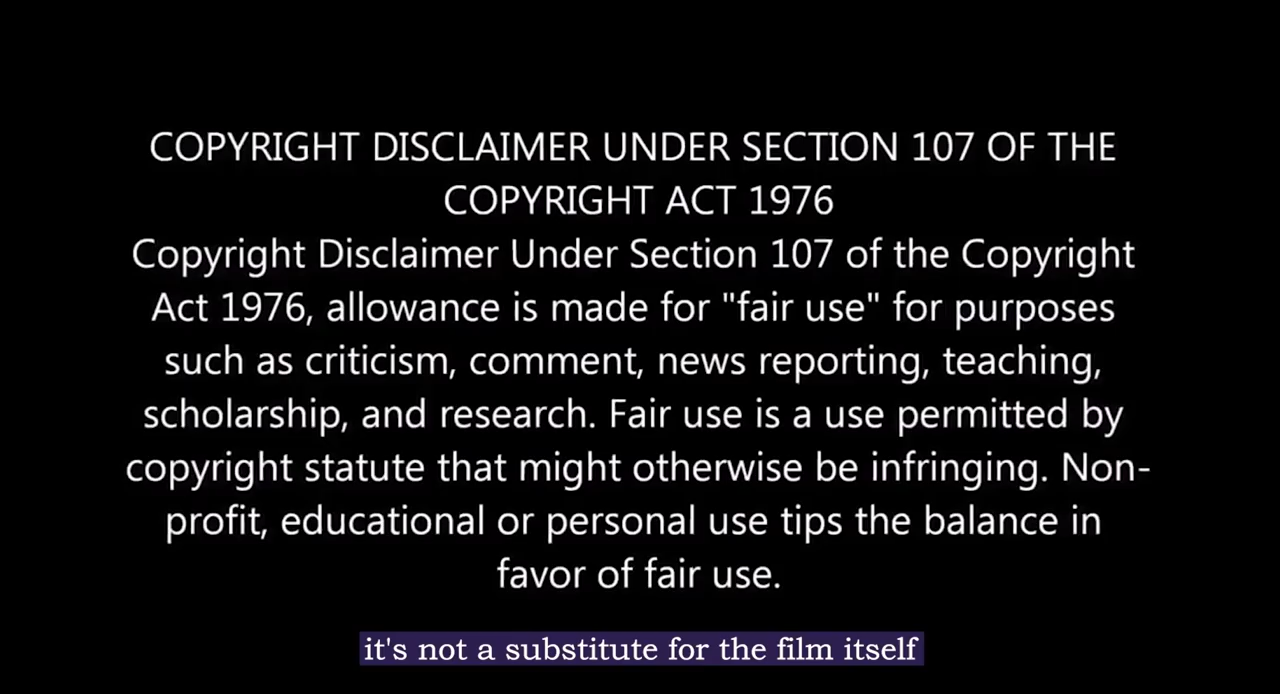 COPYRIGHT DISCLAIMER UNDER SECTION 107 OF THE
COPYRIGHT ACT 1976
Copyright Disclaimer Under Section 107 of the Copyright
Act 1976, allowance is made for "fair use" for purposes
such as criticism, comment, news reporting, teaching,
scholarship, and research. Fair use is a use permitted by
copyright statute that might otherwise be infringing. Non-
profit, educational or personal use tips the balance in
favor of fair use.
it's not a substitute for the film itself